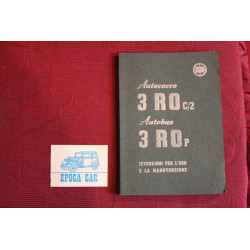 Autocarro
3 RO C/2
Autobus
3 RO P
ISTRUZIONI PER L'USO
E LA MANUTENZIONE
EPOCA CAR